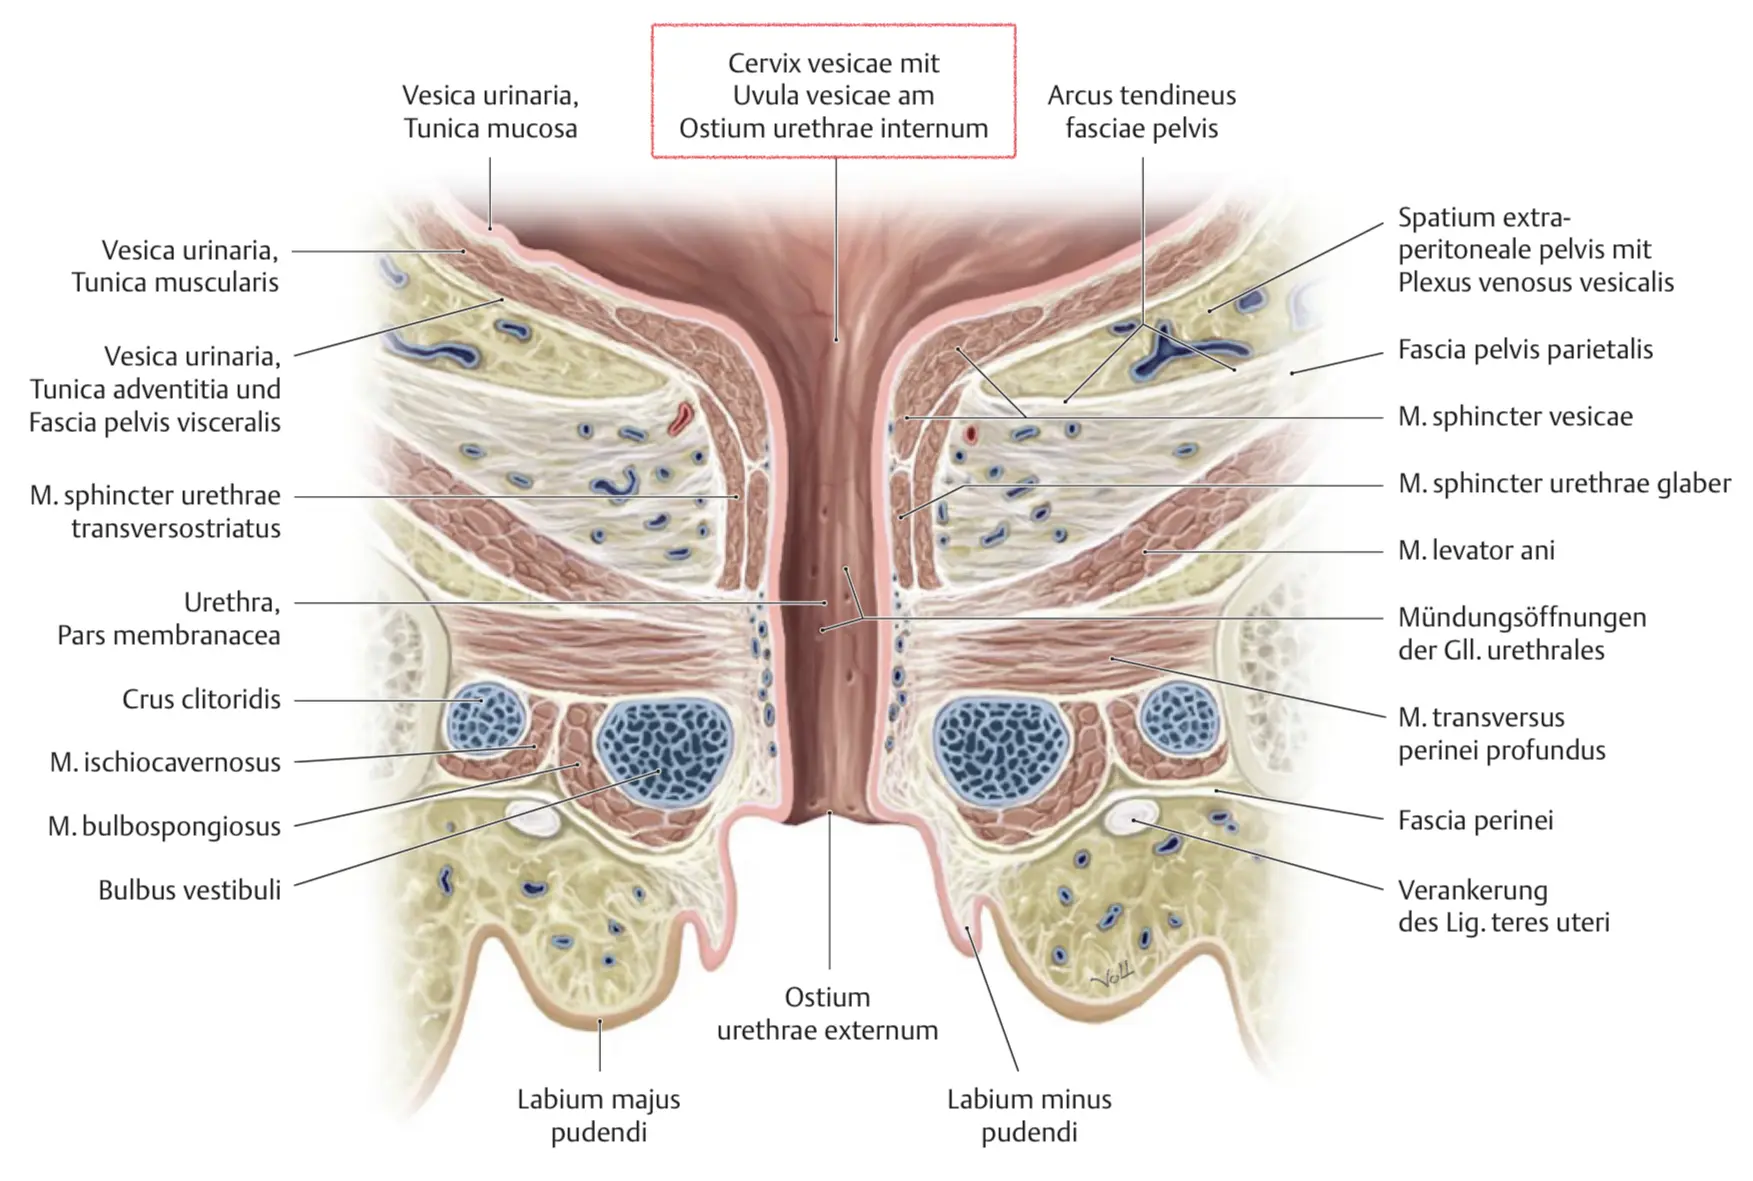 Cervix vesicae mit
Uvula vesicae am
Ostium urethrae internum
Vesica urinaria,
Tunica mucosa
Arcus tendineus
fasciae pelvis
Vesica urinaria,
Tunica muscularis
Vesica urinaria,
Tunica adventitia und
Fascia pelvis visceralis
M. sphincter urethrae
transversostriatus
Urethra,
Pars membranacea
Crus clitoridis
M. ischiocavernosus
M. bulbospongiosus
Bulbus vestibuli
Spatium extra-
peritoneale pelvis mit
Plexus venosus vesicalis
Fascia pelvis parietalis
M. sphincter vesicae
M. sphincter urethrae glaber
M. levator ani
Mündungsöffnungen
der Gll. urethrales
M. transversus
perinei profundus
Fascia perinei
Verankerung
des Lig. teres uteri
Voll
Ostium
urethrae externum
Labium majus
pudendi
Labium minus
pudendi